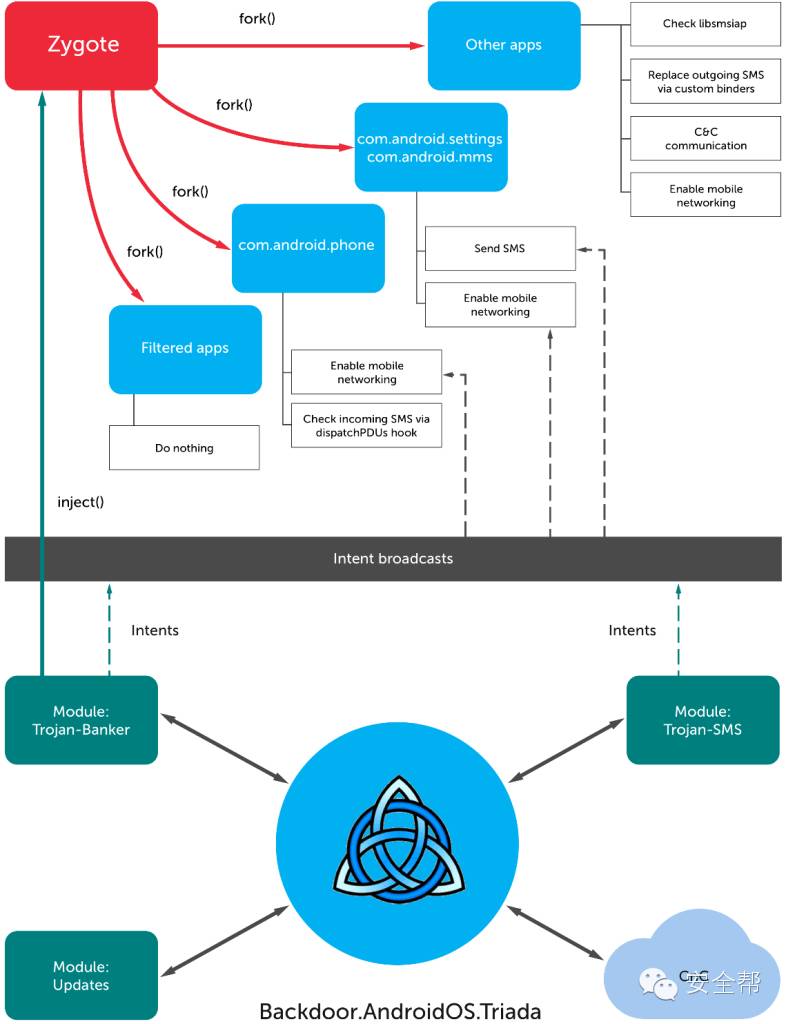 Zygote
fork()
Other apps
Check libsmsiap
Replace outgoing SMS
via custom binders
C&C
communication
Enable mobile
networking
fork()
com.android.settings
com.android.mms
Send SMS
Enable mobile
networking
fork()
com.android.phone
Enable mobile
networking
Check incoming SMS via
dispatchPDUs hook
fork()
Filtered apps
Do nothing
inject()
Intent broadcasts
Intents
Intents
Module:
Trojan-Banker
Module:
Trojan-SMS
Module:
Updates
安全帮
Backdoor.AndroidOS.Triada